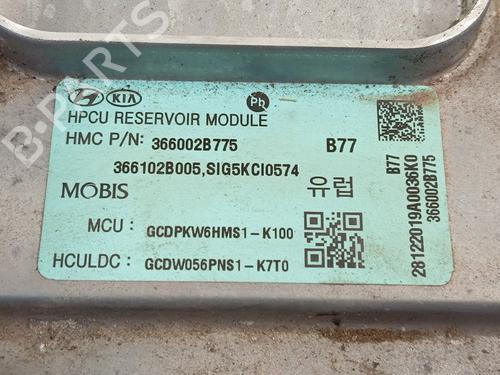 B-PARTS
KIA Pb
HPCU RESERVOIR MODULE
HMC P/N: 366002B775 B77
366102B005,SIG5KCI0574
MOBIS 유럽
MCU : GCDPKW6HMS1-K100
HCULDC : GCDW056PNS1-K7T0
B77
366002B775
28122019A0036K0